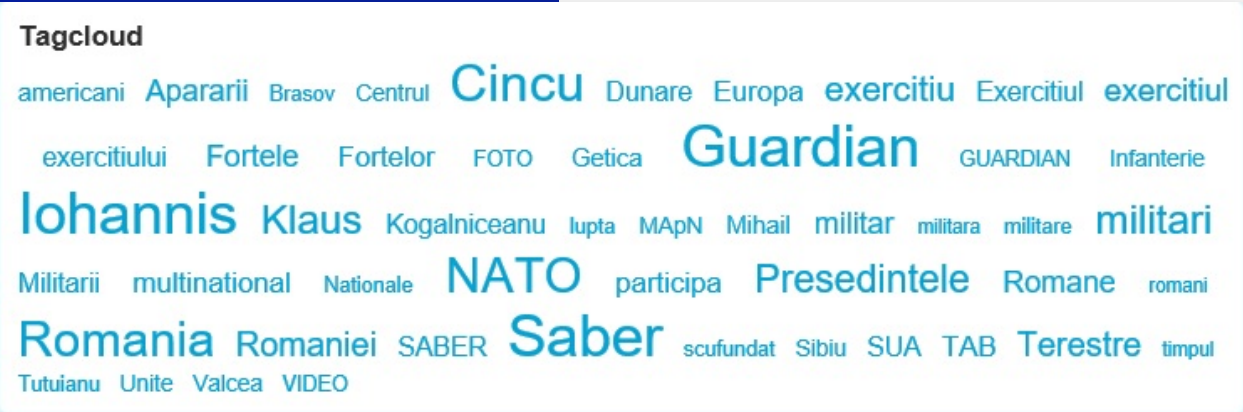 Tagcloud
americani Apararii Brasov Centrul Cincu Dunare Europa exercitiu Exercitiul exercitiul
exercitiului Fortele Fortelor FOTO Getica Guardian GUARDIAN Infanterie
Iohannis Klaus Kogalniceanu lupta MApN Mihail militar militara militare militari
Militarii multinational Nationale NATO participa Presedintele Romane romani
Romania Romaniei SABER Saber scufundat Sibiu SUA TAB Terestre timpul
Tutuianu Unite Valcea VIDEO